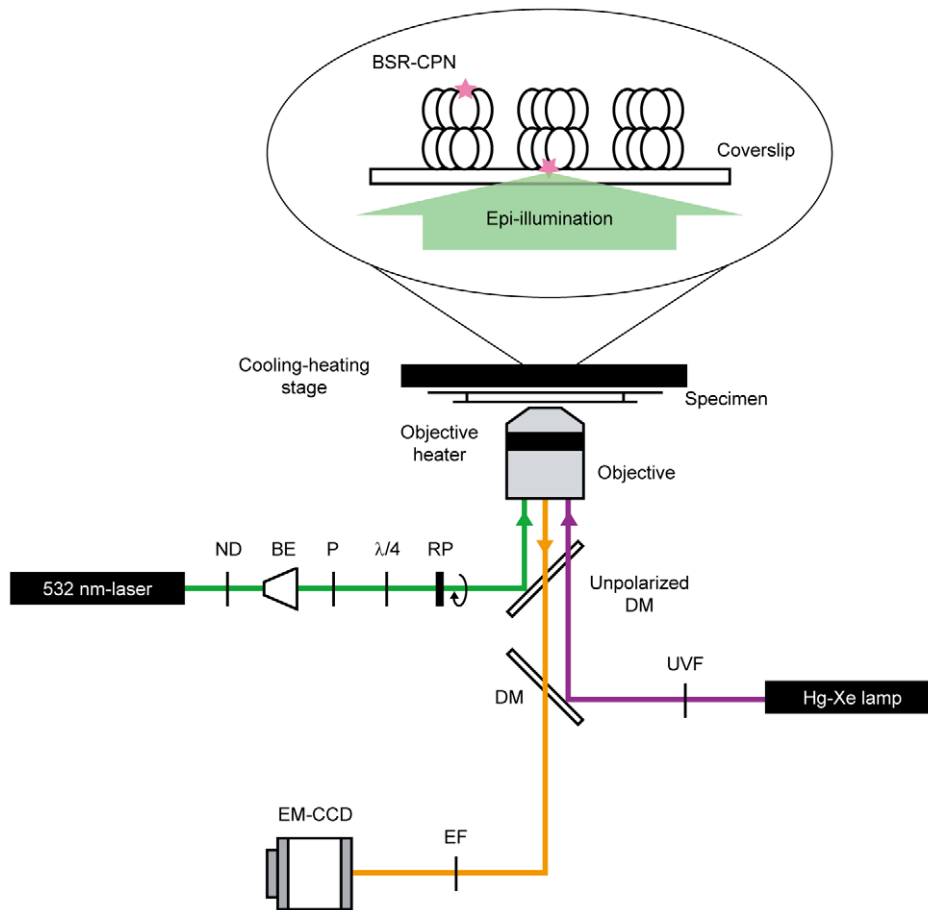 BSR-CPN
Coverslip
Epi-illumination
Cooling-heating
stage
Specimen
Objective
heater
Objective
ND
BE
P
λ/4
RP
532 nm-laser
Unpolarized
DM
UVF
DM
Hg-Xe lamp
EM-CCD
EF